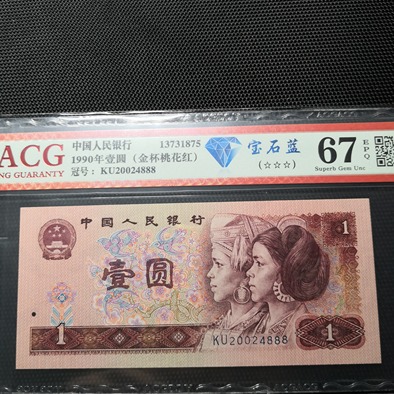 ACG
NG GUARANTY
中国人民银行 13731875
1990年壹圆（金杯桃花红）
冠号： KU20024888
宝石蓝
（☆☆☆）
67 EPQ
Superb Gem Unc
中国人民银行
1
壹圆
KU20024888
1
1